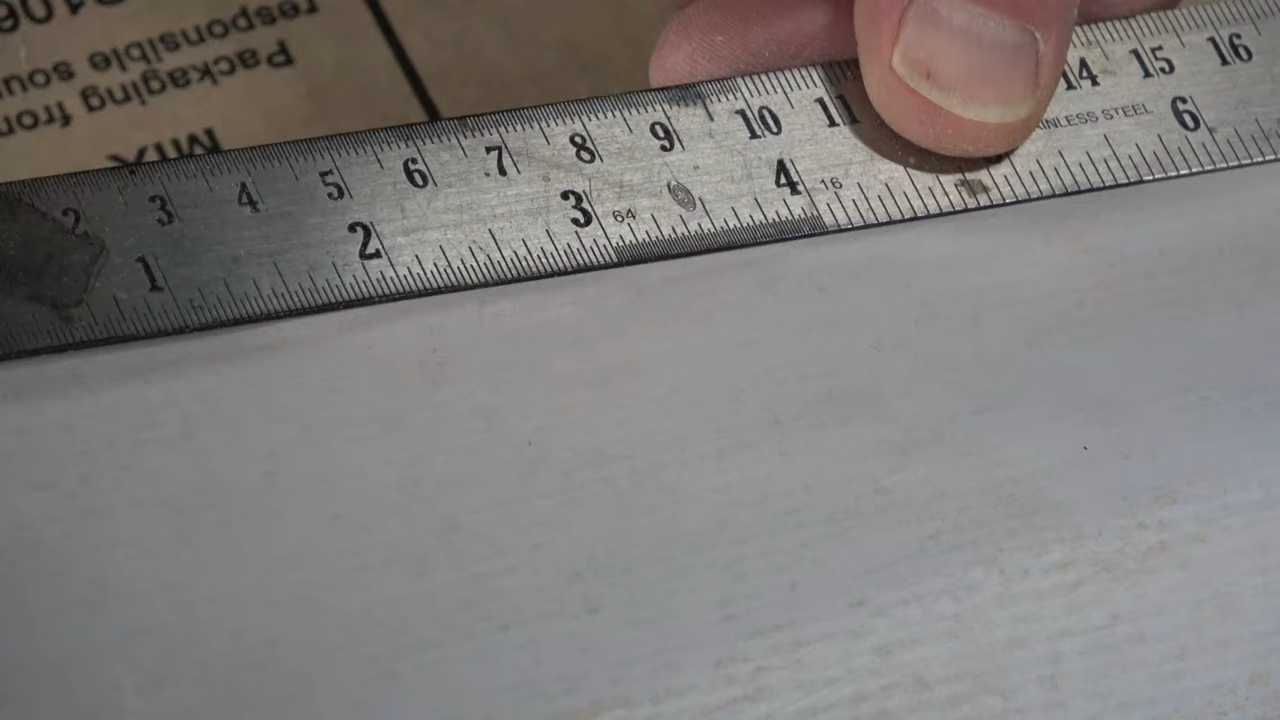 MIX
Packaging from
responsible sou
C106
2 3 4 5 6 7 8 9 10 11 14 15 16
AINLESS STEEL
1 2 3 64 4 16 6